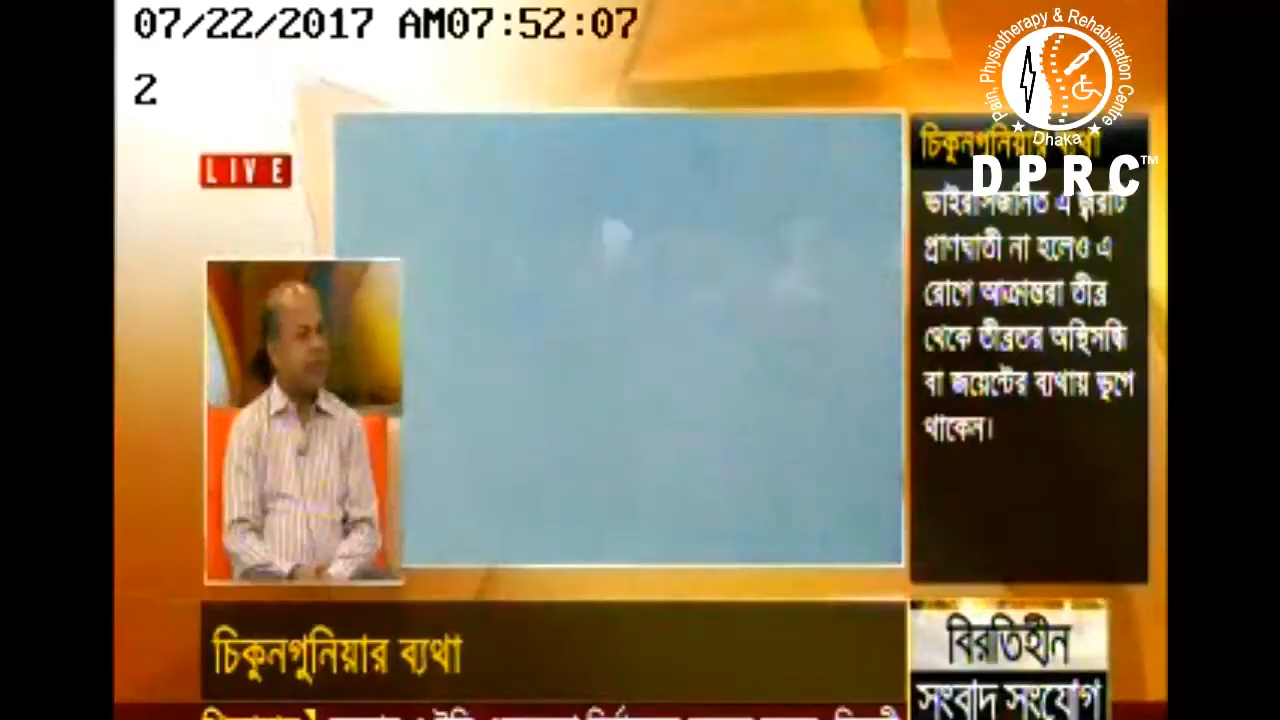 07/22/2017 AM07:52:07
2
Pain, Physiotherapy & Rehabilitation Centre
Dhaka
DPRC™
LIVE
চিকুনগুনিয়ার ব্যথা
ভাইরাসজনিত এ জ্বরটি
প্রাণঘাতী না হলেও এ
রোগে আক্রান্তরা তীব্র
থেকে তীব্রতর অস্থিসন্ধি
বা জয়েন্টের ব্যথায় ভুগে
থাকেন।
চিকুনগুনিয়ার ব্যথা
বিরতিহীন
সংবাদ সংযোগ